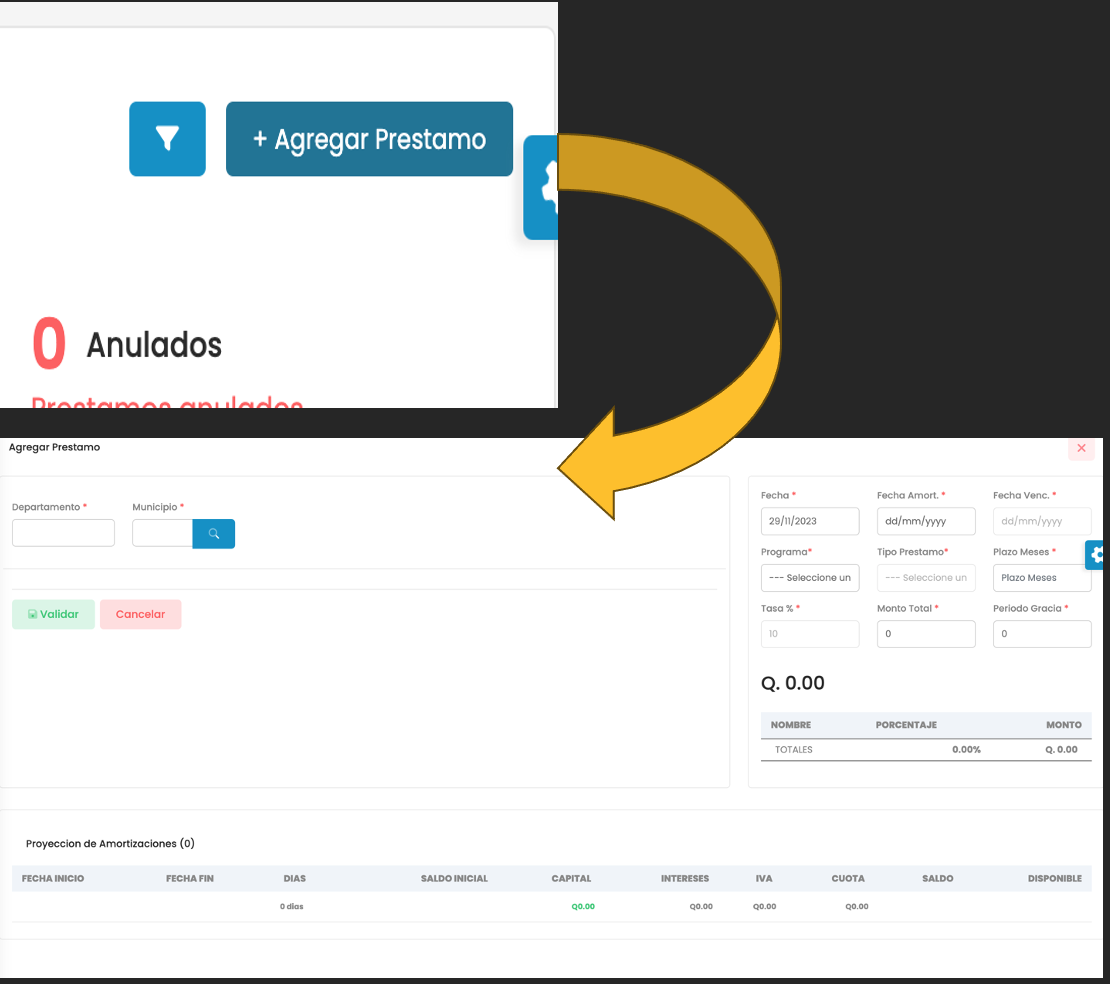 + Agregar Prestamo
0 Anulados
Prestamos anulados
Agregar Prestamo
Departamento *
Municipio *
Validar
Cancelar
Fecha *
Fecha Amort. *
Fecha Venc. *
29/11/2023
dd/mm/yyyy
dd/mm/yyyy
Programa*
Tipo Prestamo*
Plazo Meses *
--- Seleccione un
--- Seleccione un
Plazo Meses
Tasa % *
Monto Total *
Periodo Gracia *
10
0
0
Q. 0.00
NOMBRE PORCENTAJE MONTO
TOTALES 0.00% Q. 0.00
Proyeccion de Amortizaciones (0)
FECHA INICIO FECHA FIN DIAS SALDO INICIAL CAPITAL INTERESES IVA CUOTA SALDO DISPONIBLE
0 dias Q0.00 Q0.00 Q0.00 Q0.00